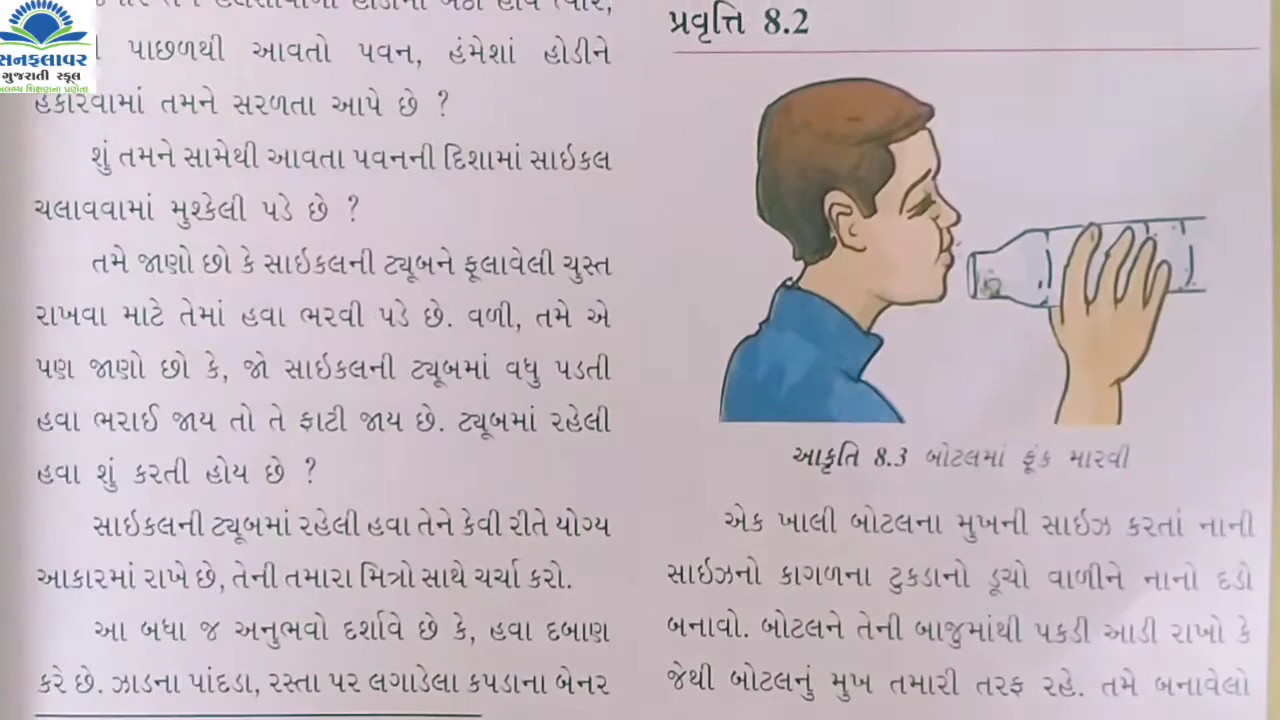 સનફલાવર
ગુજરાતી સ્કૂલ
પાછળથી આવતો પવન, હંમેશાં હોડીને
હંકારવામાં તમને સરળતા આપે છે ?
શું તમને સામેથી આવતા પવનની દિશામાં સાઇકલ
ચલાવવામાં મુશ્કેલી પડે છે ?
તમે જાણો છો કે સાઇકલની ટ્યૂબને ફૂલાવેલી ચુસ્ત
રાખવા માટે તેમાં હવા ભરવી પડે છે. વળી, તમે એ
પણ જાણો છો કે, જો સાઇકલની ટ્યૂબમાં વધુ પડતી
હવા ભરાઈ જાય તો તે ફાટી જાય છે. ટ્યૂબમાં રહેલી
હવા શું કરતી હોય છે ?
સાઇકલની ટ્યૂબમાં રહેલી હવા તેને કેવી રીતે યોગ્ય
આકારમાં રાખે છે, તેની તમારા મિત્રો સાથે ચર્ચા કરો.
આ બધા જ અનુભવો દર્શાવે છે કે, હવા દબાણ
કરે છે. ઝાડના પાંદડા, રસ્તા પર લગાડેલા કપડાના બેનર
પ્રવૃત્તિ 8.2
આકૃતિ 8.3 બોટલમાં ફૂંક મારવી
એક ખાલી બોટલના મુખની સાઇઝ કરતાં નાની
સાઇઝનો કાગળના ટુકડાનો ડૂચો વાળીને નાનો દડો
બનાવો. બોટલને તેની બાજુમાંથી પકડી આડી રાખો કે
જેથી બોટલનું મુખ તમારી તરફ રહે. તમે બનાવેલો